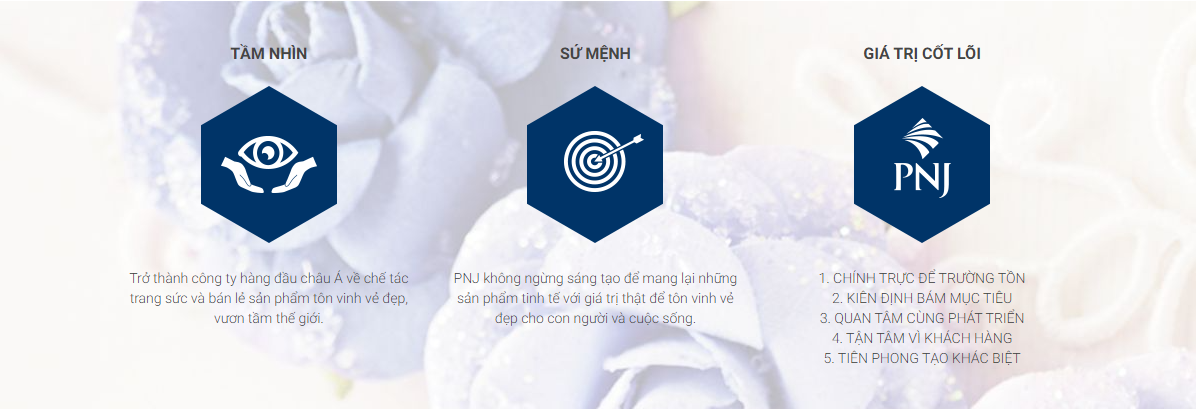 TẦM NHÌN
Trở thành công ty hàng đầu châu Á về chế tác
trang sức và bán lẻ sản phẩm tôn vinh vẻ đẹp,
vươn tầm thế giới.
SỨ MỆNH
PNJ không ngừng sáng tạo để mang lại những
sản phẩm tinh tế với giá trị thật để tôn vinh vẻ
đẹp cho con người và cuộc sống.
GIÁ TRỊ CỐT LÕI
PNJ
1. CHÍNH TRỰC ĐỂ TRƯỜNG TỒN
2. KIÊN ĐỊNH BÁM MỤC TIÊU
3. QUAN TÂM CÙNG PHÁT TRIỂN
4. TẬN TÂM VÌ KHÁCH HÀNG
5. TIÊN PHONG TẠO KHÁC BIỆT